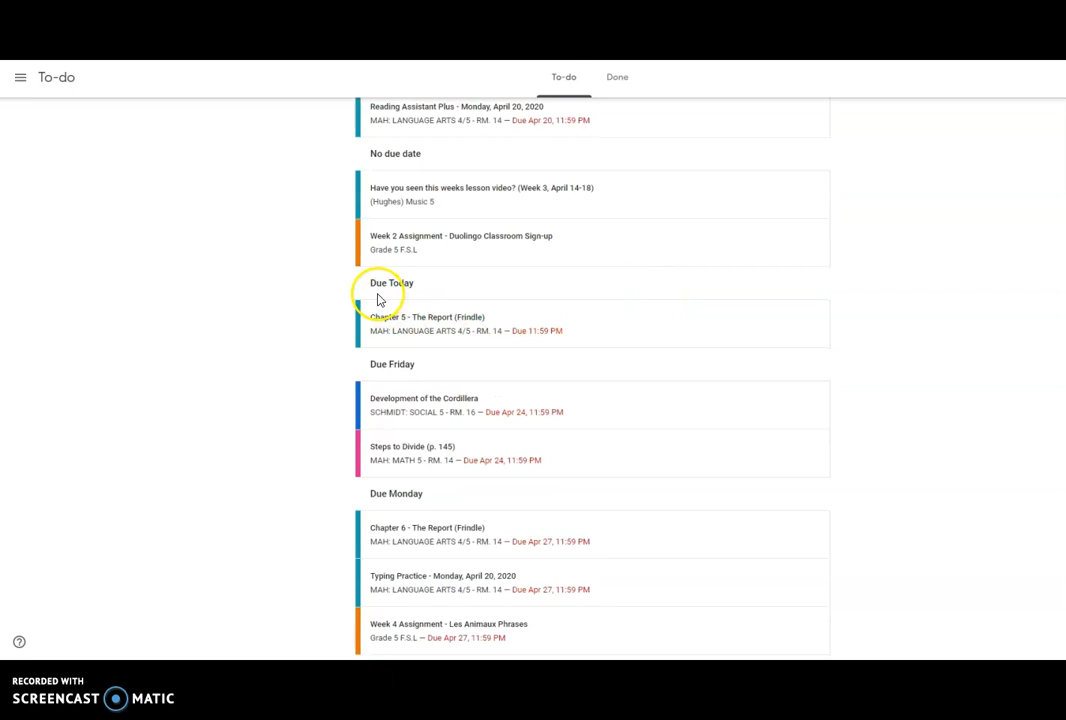 To-do
To-do Done
Reading Assistant Plus - Monday, April 20, 2020
MAH: LANGUAGE ARTS 4/5 - RM. 14 — Due Apr 20, 11:59 PM
No due date
Have you seen this weeks lesson video? (Week 3, April 14-18)
(Hughes) Music 5
Week 2 Assignment - Duolingo Classroom Sign-up
Grade 5 F.S.L
Due Today
Chapter 5 - The Report (Frindle)
MAH: LANGUAGE ARTS 4/5 - RM. 14 — Due 11:59 PM
Due Friday
Development of the Cordillera
SCHMIDT: SOCIAL 5 - RM. 16 — Due Apr 24, 11:59 PM
Steps to Divide (p. 145)
MAH: MATH 5 - RM. 14 — Due Apr 24, 11:59 PM
Due Monday
Chapter 6 - The Report (Frindle)
MAH: LANGUAGE ARTS 4/5 - RM. 14 — Due Apr 27, 11:59 PM
Typing Practice - Monday, April 20, 2020
MAH: LANGUAGE ARTS 4/5 - RM. 14 — Due Apr 27, 11:59 PM
Week 4 Assignment - Les Animaux Phrases
Grade 5 F.S.L — Due Apr 27, 11:59 PM
RECORDED WITH
SCREENCAST MATIC